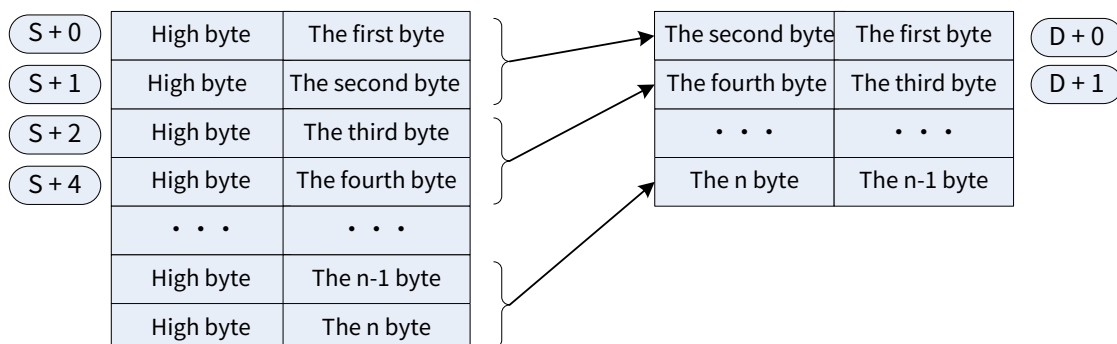 S + 0 High byte The first byte The second byte The first byte D + 0
S + 1 High byte The second byte The fourth byte The third byte D + 1
S + 2 High byte The third byte · · · · · ·
S + 4 High byte The fourth byte The n byte The n-1 byte
· · · · · ·
High byte The n-1 byte
High byte The n byte